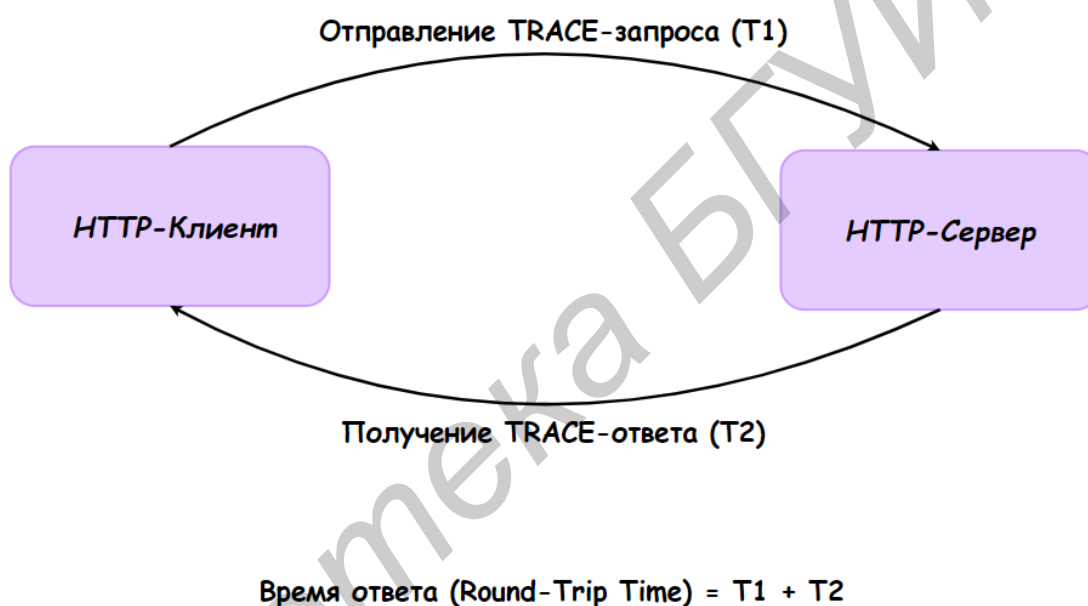 Отправление TRACE-запроса (T1)
HTTP-Клиент
HTTP-Сервер
Получение TRACE-ответа (T2)
Время ответа (Round-Trip Time) = T1 + T2